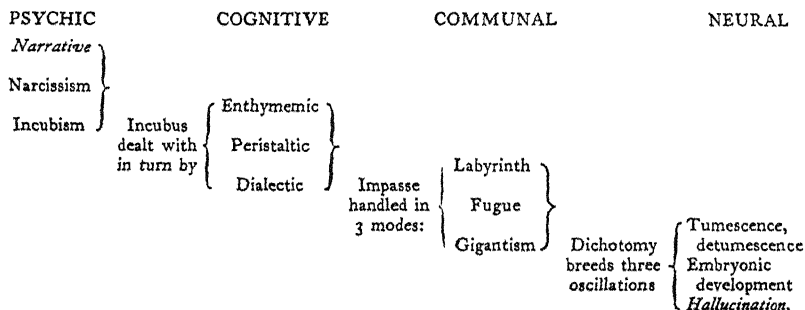 PSYCHIC COGNITIVE COMMUNAL NEURAL
Narrative
Narcissism
Incubism
Incubus
dealt with
in turn by
Enthymemic
Peristaltic
Dialectic
Impasse
handled in
3 modes:
Labyrinth
Fugue
Gigantism
Dichotomy
breeds three
oscillations
Tumescence,
detumescence
Embryonic
development
Hallucination,